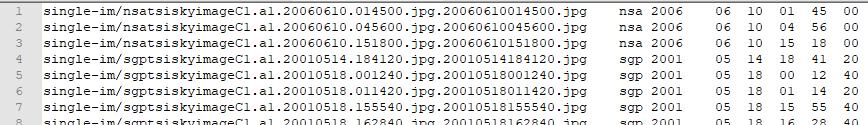 1 single-im/nsatsiskyimageC1.a1.20060610.014500.jpg.20060610014500.jpg nsa 2006 06 10 01 45 00
2 single-im/nsatsiskyimageC1.a1.20060610.045600.jpg.20060610045600.jpg nsa 2006 06 10 04 56 00
3 single-im/nsatsiskyimageC1.a1.20060610.151800.jpg.20060610151800.jpg nsa 2006 06 10 15 18 00
4 single-im/sgptsiskyimageC1.a1.20010514.184120.jpg.20010514184120.jpg sgp 2001 05 14 18 41 20
5 single-im/sgptsiskyimageC1.a1.20010518.001240.jpg.20010518001240.jpg sgp 2001 05 18 00 12 40
6 single-im/sgptsiskyimageC1.a1.20010518.011420.jpg.20010518011420.jpg sgp 2001 05 18 01 14 20
7 single-im/sgptsiskyimageC1.a1.20010518.155540.jpg.20010518155540.jpg sgp 2001 05 18 15 55 40
8 single-im/sgptsiskyimageC1.a1.20010518.162840.jpg.20010518162840.jpg sgp 2001 05 18 16 28 40